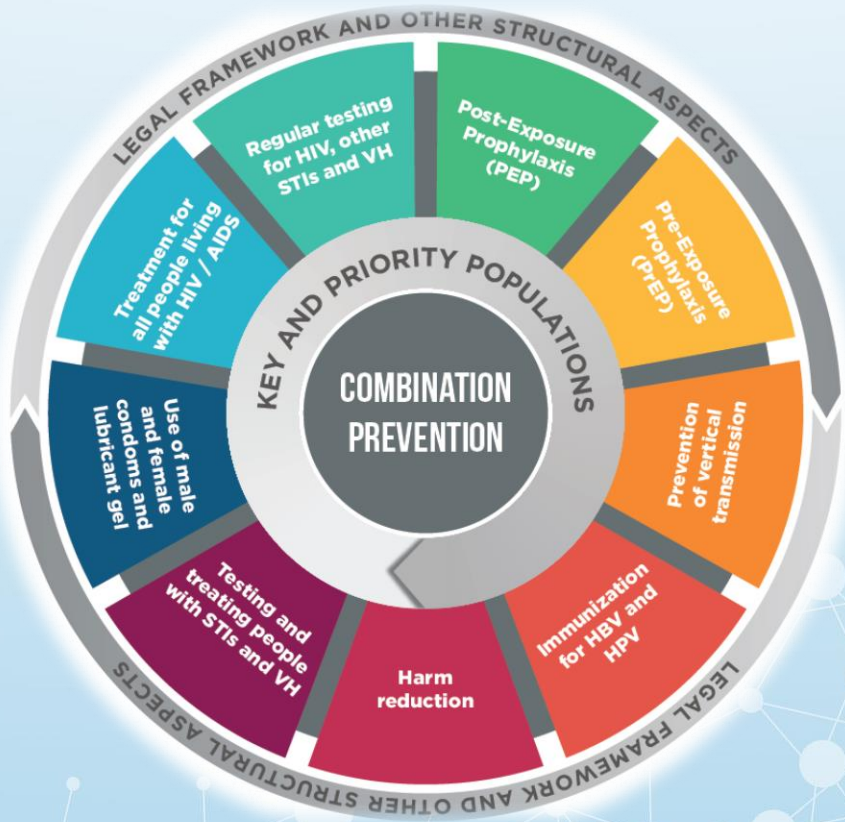 LEGAL FRAMEWORK AND OTHER STRUCTURAL ASPECTS
Regular testing
for HIV, other
STIs and VH
Post-Exposure
Prophylaxis
(PEP)
Pre-Exposure
Prophylaxis
(PrEP)
Prevention
of vertical
transmission
Immunization
for HBV and
HPV
Harm
reduction
Testing and
treating people
with STIs and VH
Use of male
and female
condoms and
lubricant gel
Treatment for
all people living
with HIV / AIDS
KEY AND PRIORITY POPULATIONS
COMBINATION
PREVENTION
LEGAL FRAMEWORK AND OTHER STRUCTURAL ASPECTS